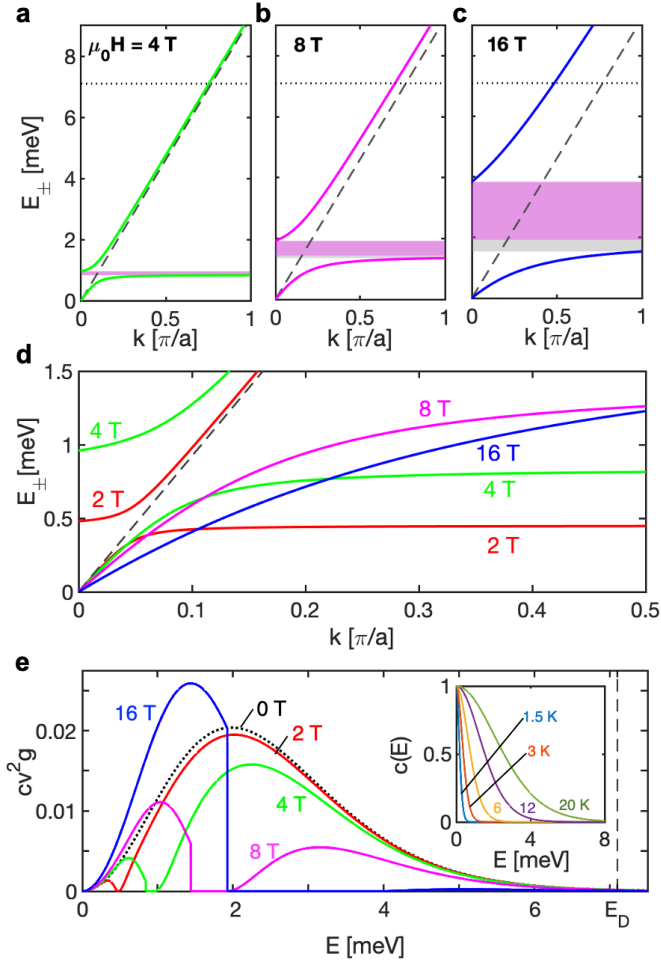 a
b
c
μ0H = 4 T
8 T
16 T
8
6
4
2
0
E± [meV]
0 0.5 1
0 0.5 1
0 0.5 1
k [π/a]
k [π/a]
k [π/a]
d
1.5
1
0.5
0
E± [meV]
4 T
2 T
8 T
16 T
4 T
2 T
0 0.1 0.2 0.3 0.4 0.5
k [π/a]
e
0.02
0.01
0
cv²g
16 T
0 T
2 T
4 T
8 T
1
0.5
0
c(E)
1.5 K
3 K
6
12
20 K
0 4 8
E [meV]
0 2 4 6 E_D
E [meV]